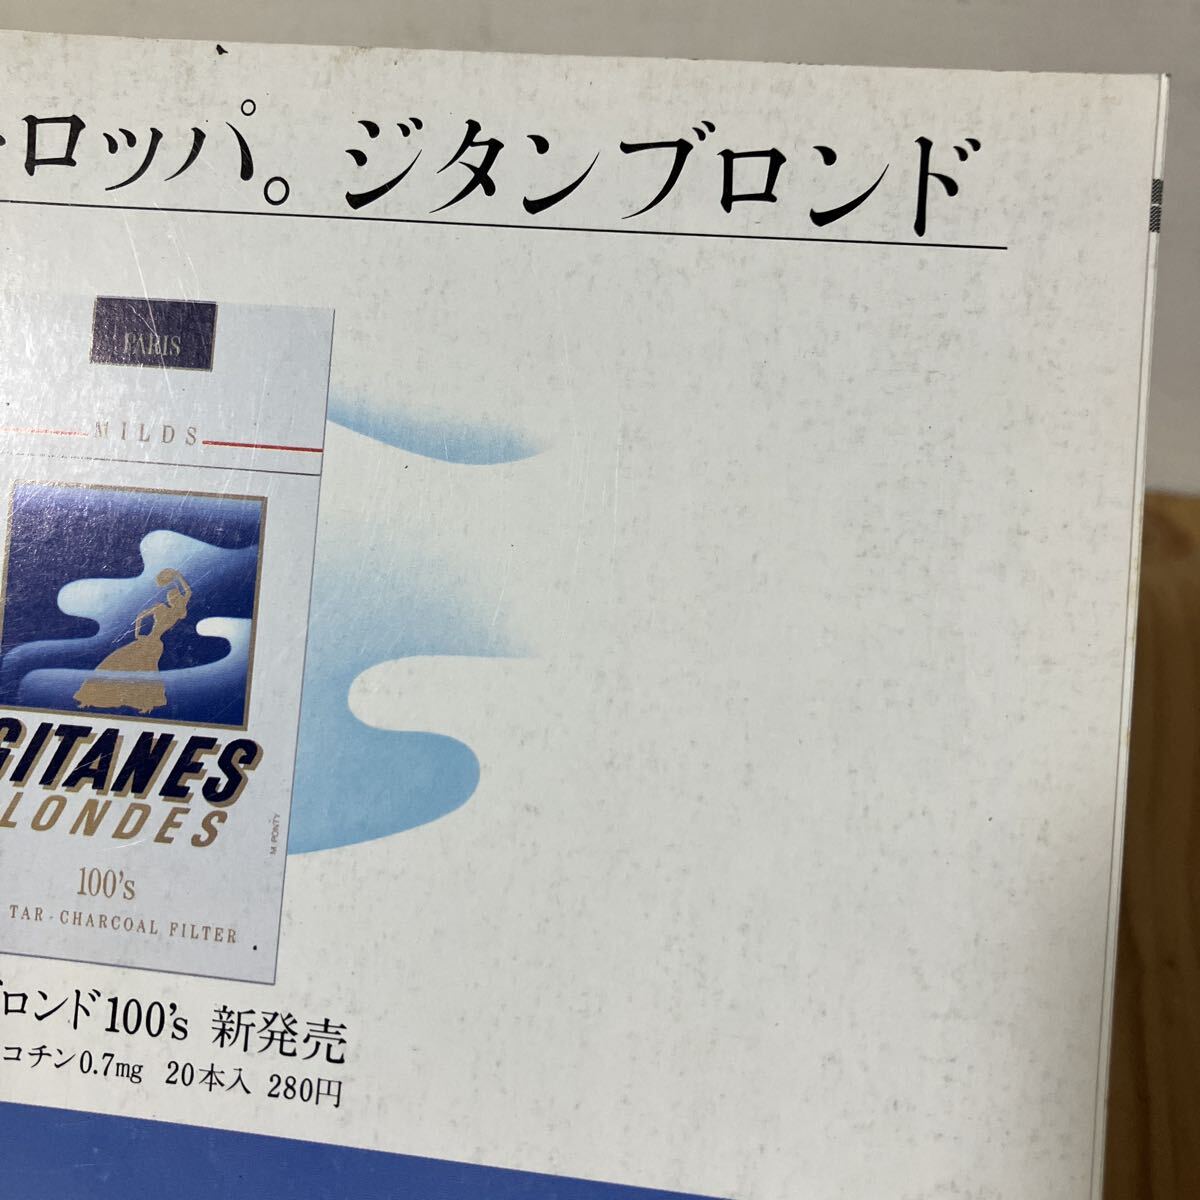 ーロッパ。ジタンブロンド
PARIS
MILDS
GITANES
LONDES
M PONTY
100's
TAR - CHARCOAL FILTER
ブロンド100's 新発売
コチン0.7mg 20本入 280円